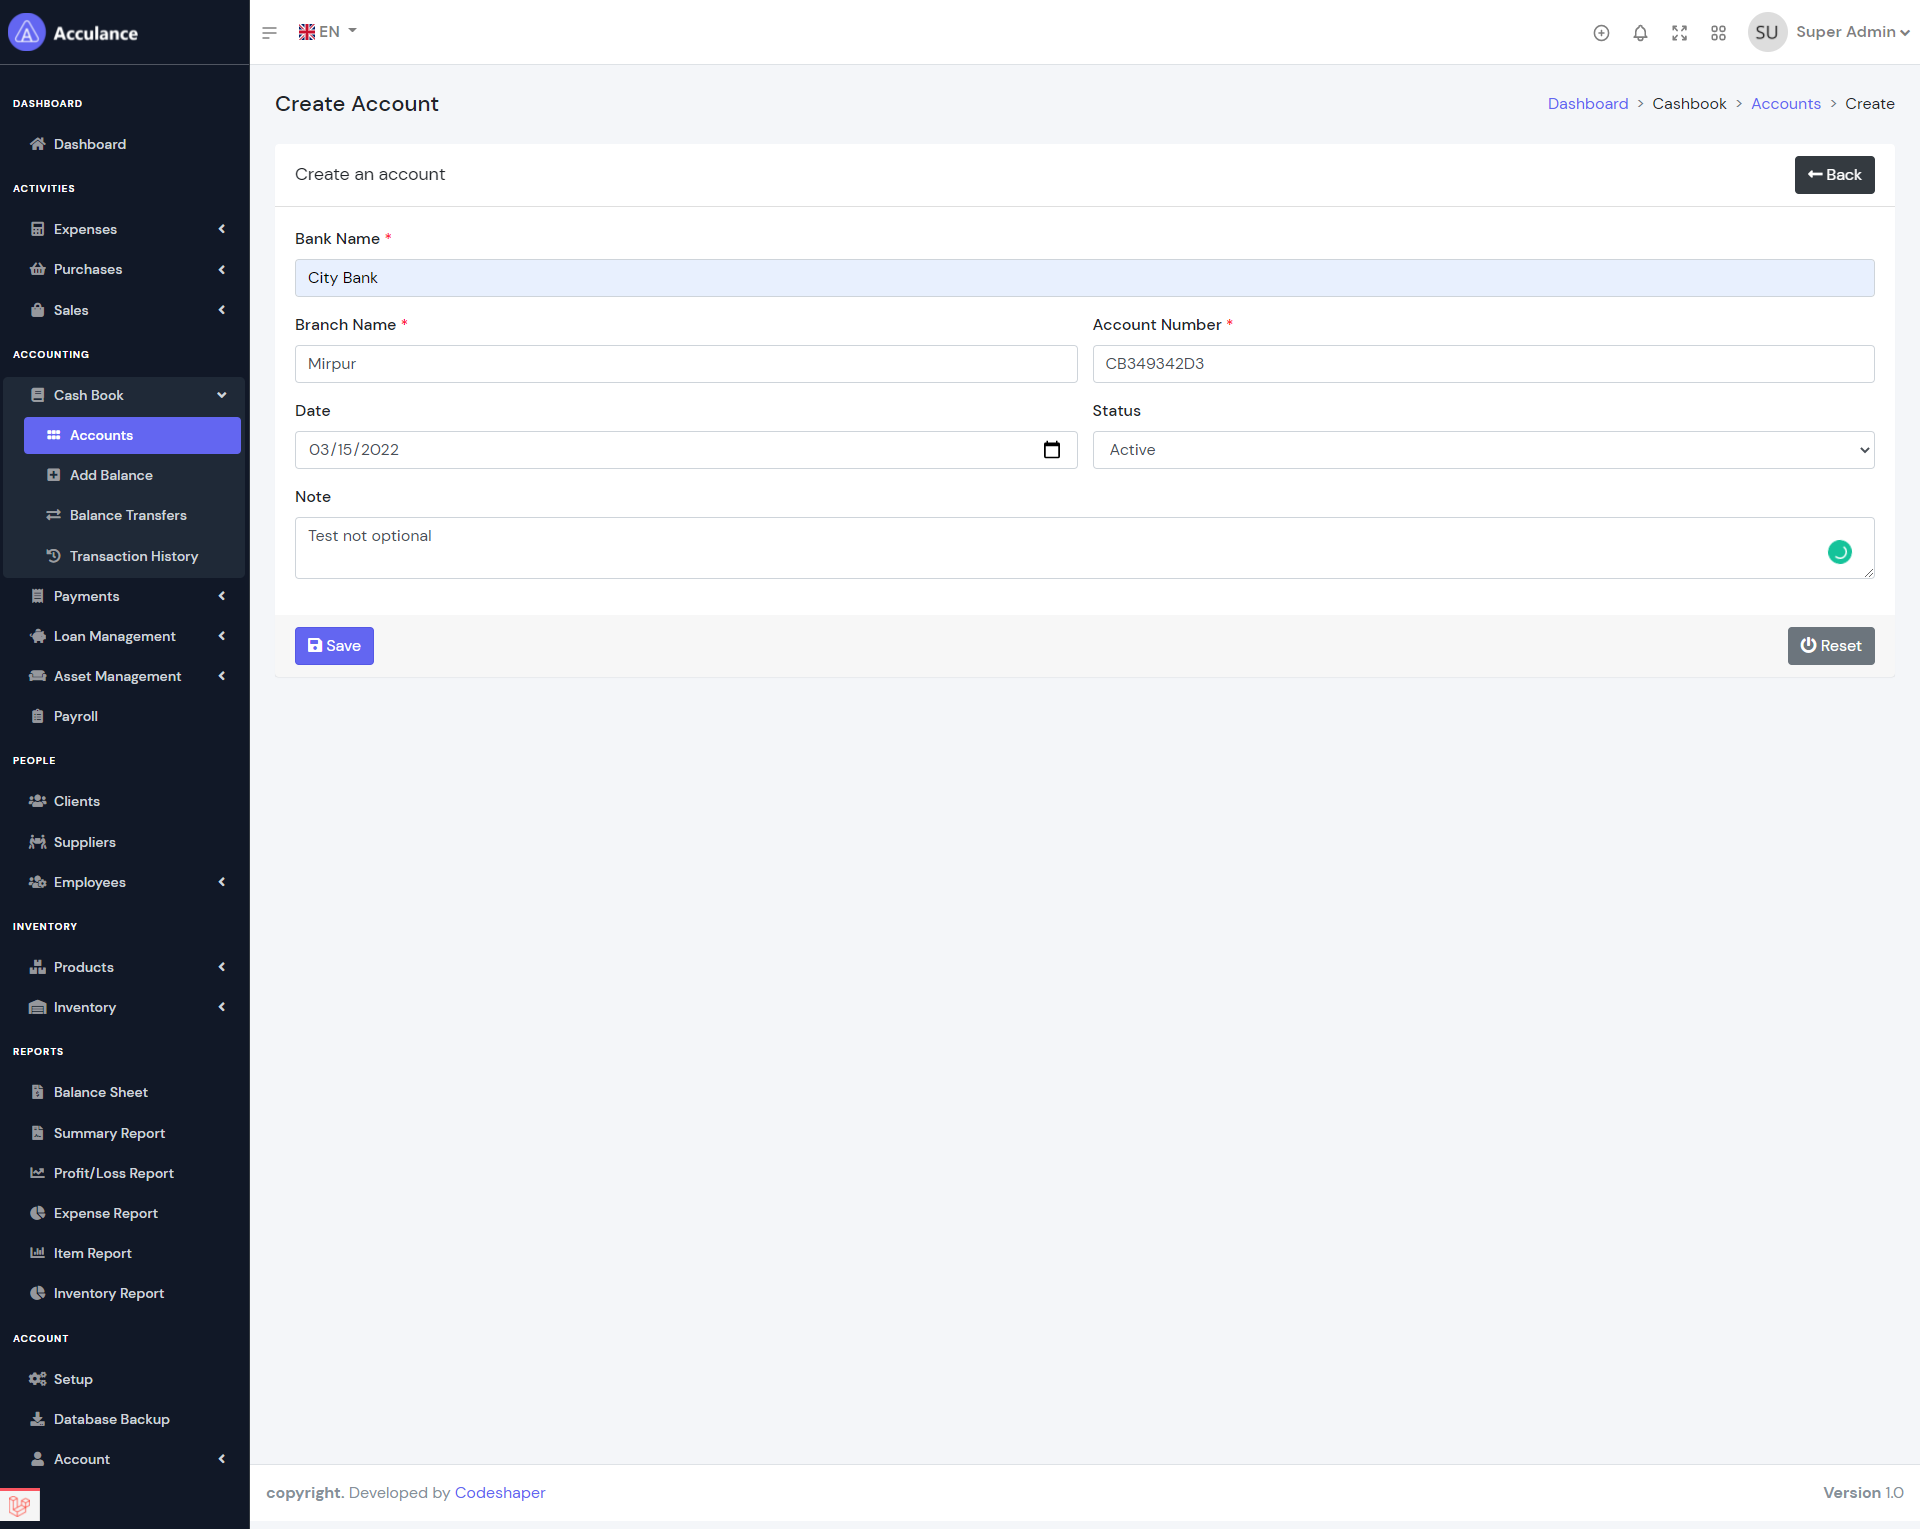 Acculance
EN
SU Super Admin
DASHBOARD
Dashboard
ACTIVITIES
Expenses
Purchases
Sales
ACCOUNTING
Cash Book
Accounts
Add Balance
Balance Transfers
Transaction History
Payments
Loan Management
Asset Management
Payroll
PEOPLE
Clients
Suppliers
Employees
INVENTORY
Products
Inventory
REPORTS
Balance Sheet
Summary Report
Profit/Loss Report
Expense Report
Item Report
Inventory Report
ACCOUNT
Setup
Database Backup
Account
Create Account
Dashboard > Cashbook > Accounts > Create
Create an account
Back
Bank Name *
City Bank
Branch Name *
Account Number *
Mirpur
CB349342D3
Date
Status
03/15/2022
Active
Note
Test not optional
Save
Reset
copyright. Developed by Codeshaper
Version 1.0